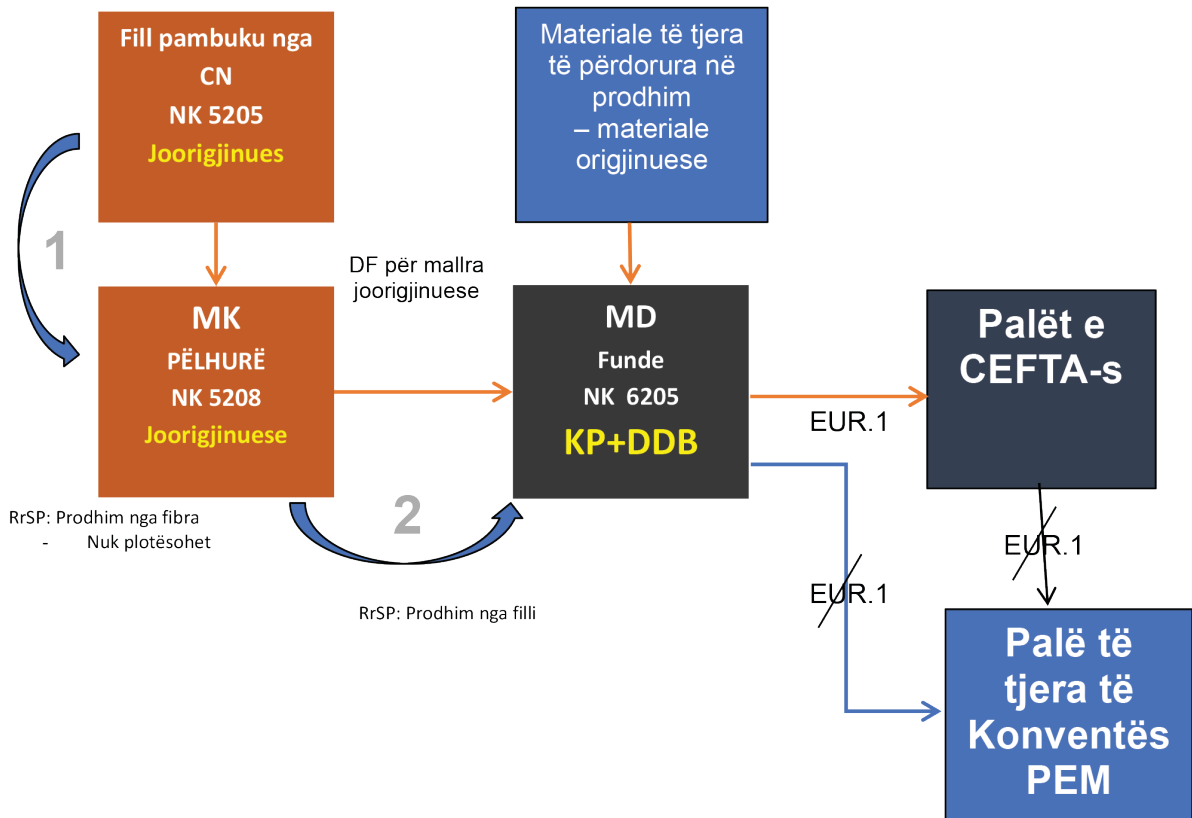 Fill pambuku nga
CN
NK 5205
Joorigjinues
Materiale të tjera
të përdorura në
prodhim
– materiale
origjinuese
1
DF për mallra
joorigjinuese
MK
PËLHURË
NK 5208
Joorigjinuese
MD
Funde
NK 6205
KP+DDB
Palët e
CEFTA-s
EUR.1
RrSP: Prodhim nga fibra
- Nuk plotësohet
2
EUR.1
EUR.1
RrSP: Prodhim nga filli
Palë të
tjera të
Konventës
PEM